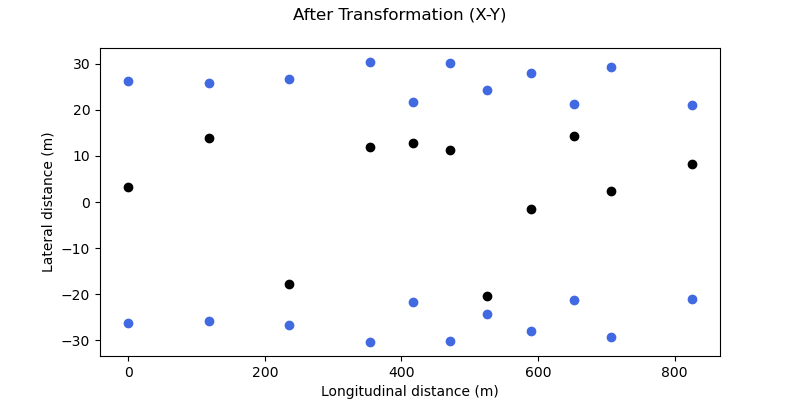 After Transformation (X-Y)
30
20
10
0
−10
−20
−30
Lateral distance (m)
0 200 400 600 800
Longitudinal distance (m)